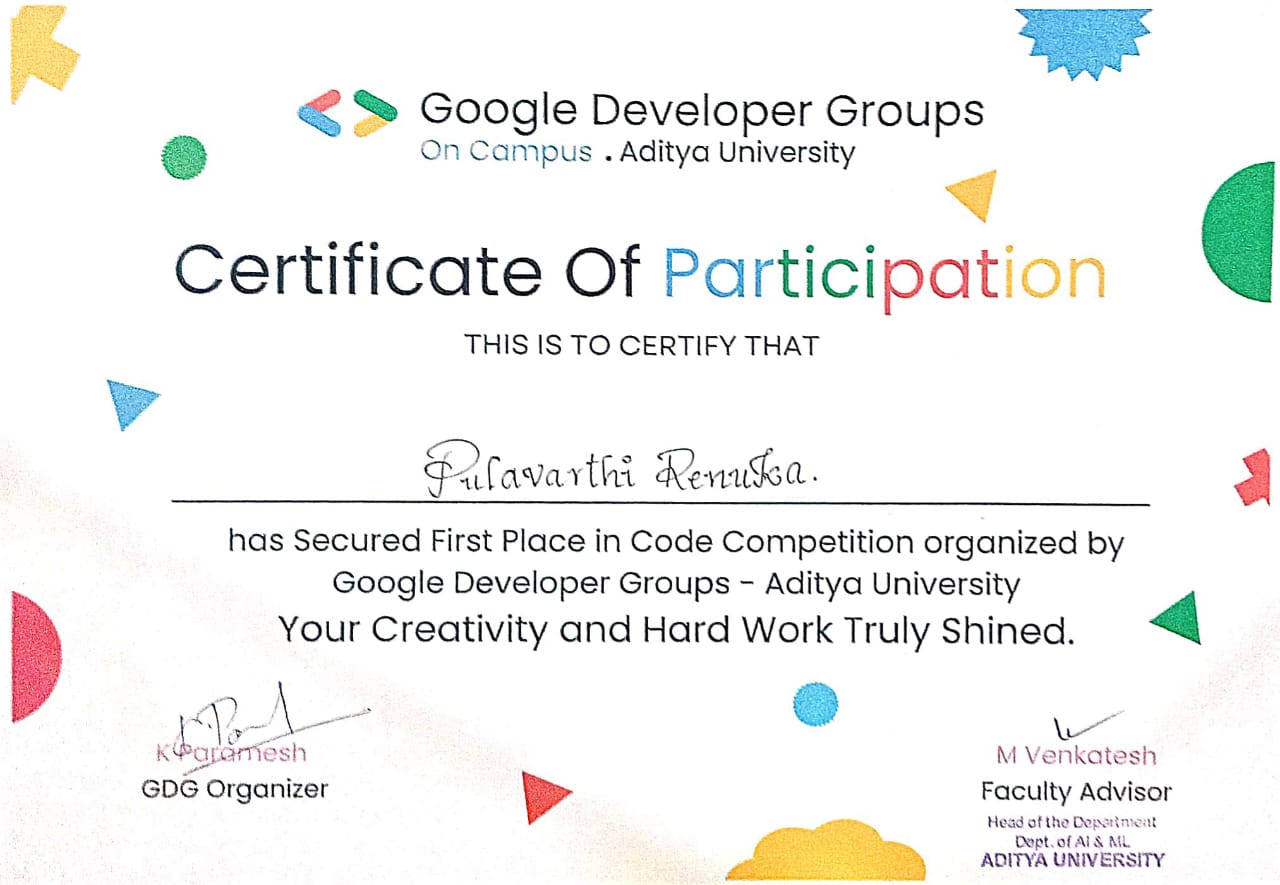 Google Developer Groups
On Campus . Aditya University
Certificate Of Participation
THIS IS TO CERTIFY THAT
Pulavarthi Renuka.
has Secured First Place in Code Competition organized by
Google Developer Groups - Aditya University
Your Creativity and Hard Work Truly Shined.
K Paramesh
GDG Organizer
M Venkatesh
Faculty Advisor
Head of the Department
Dept. of AI & ML
ADITYA UNIVERSITY